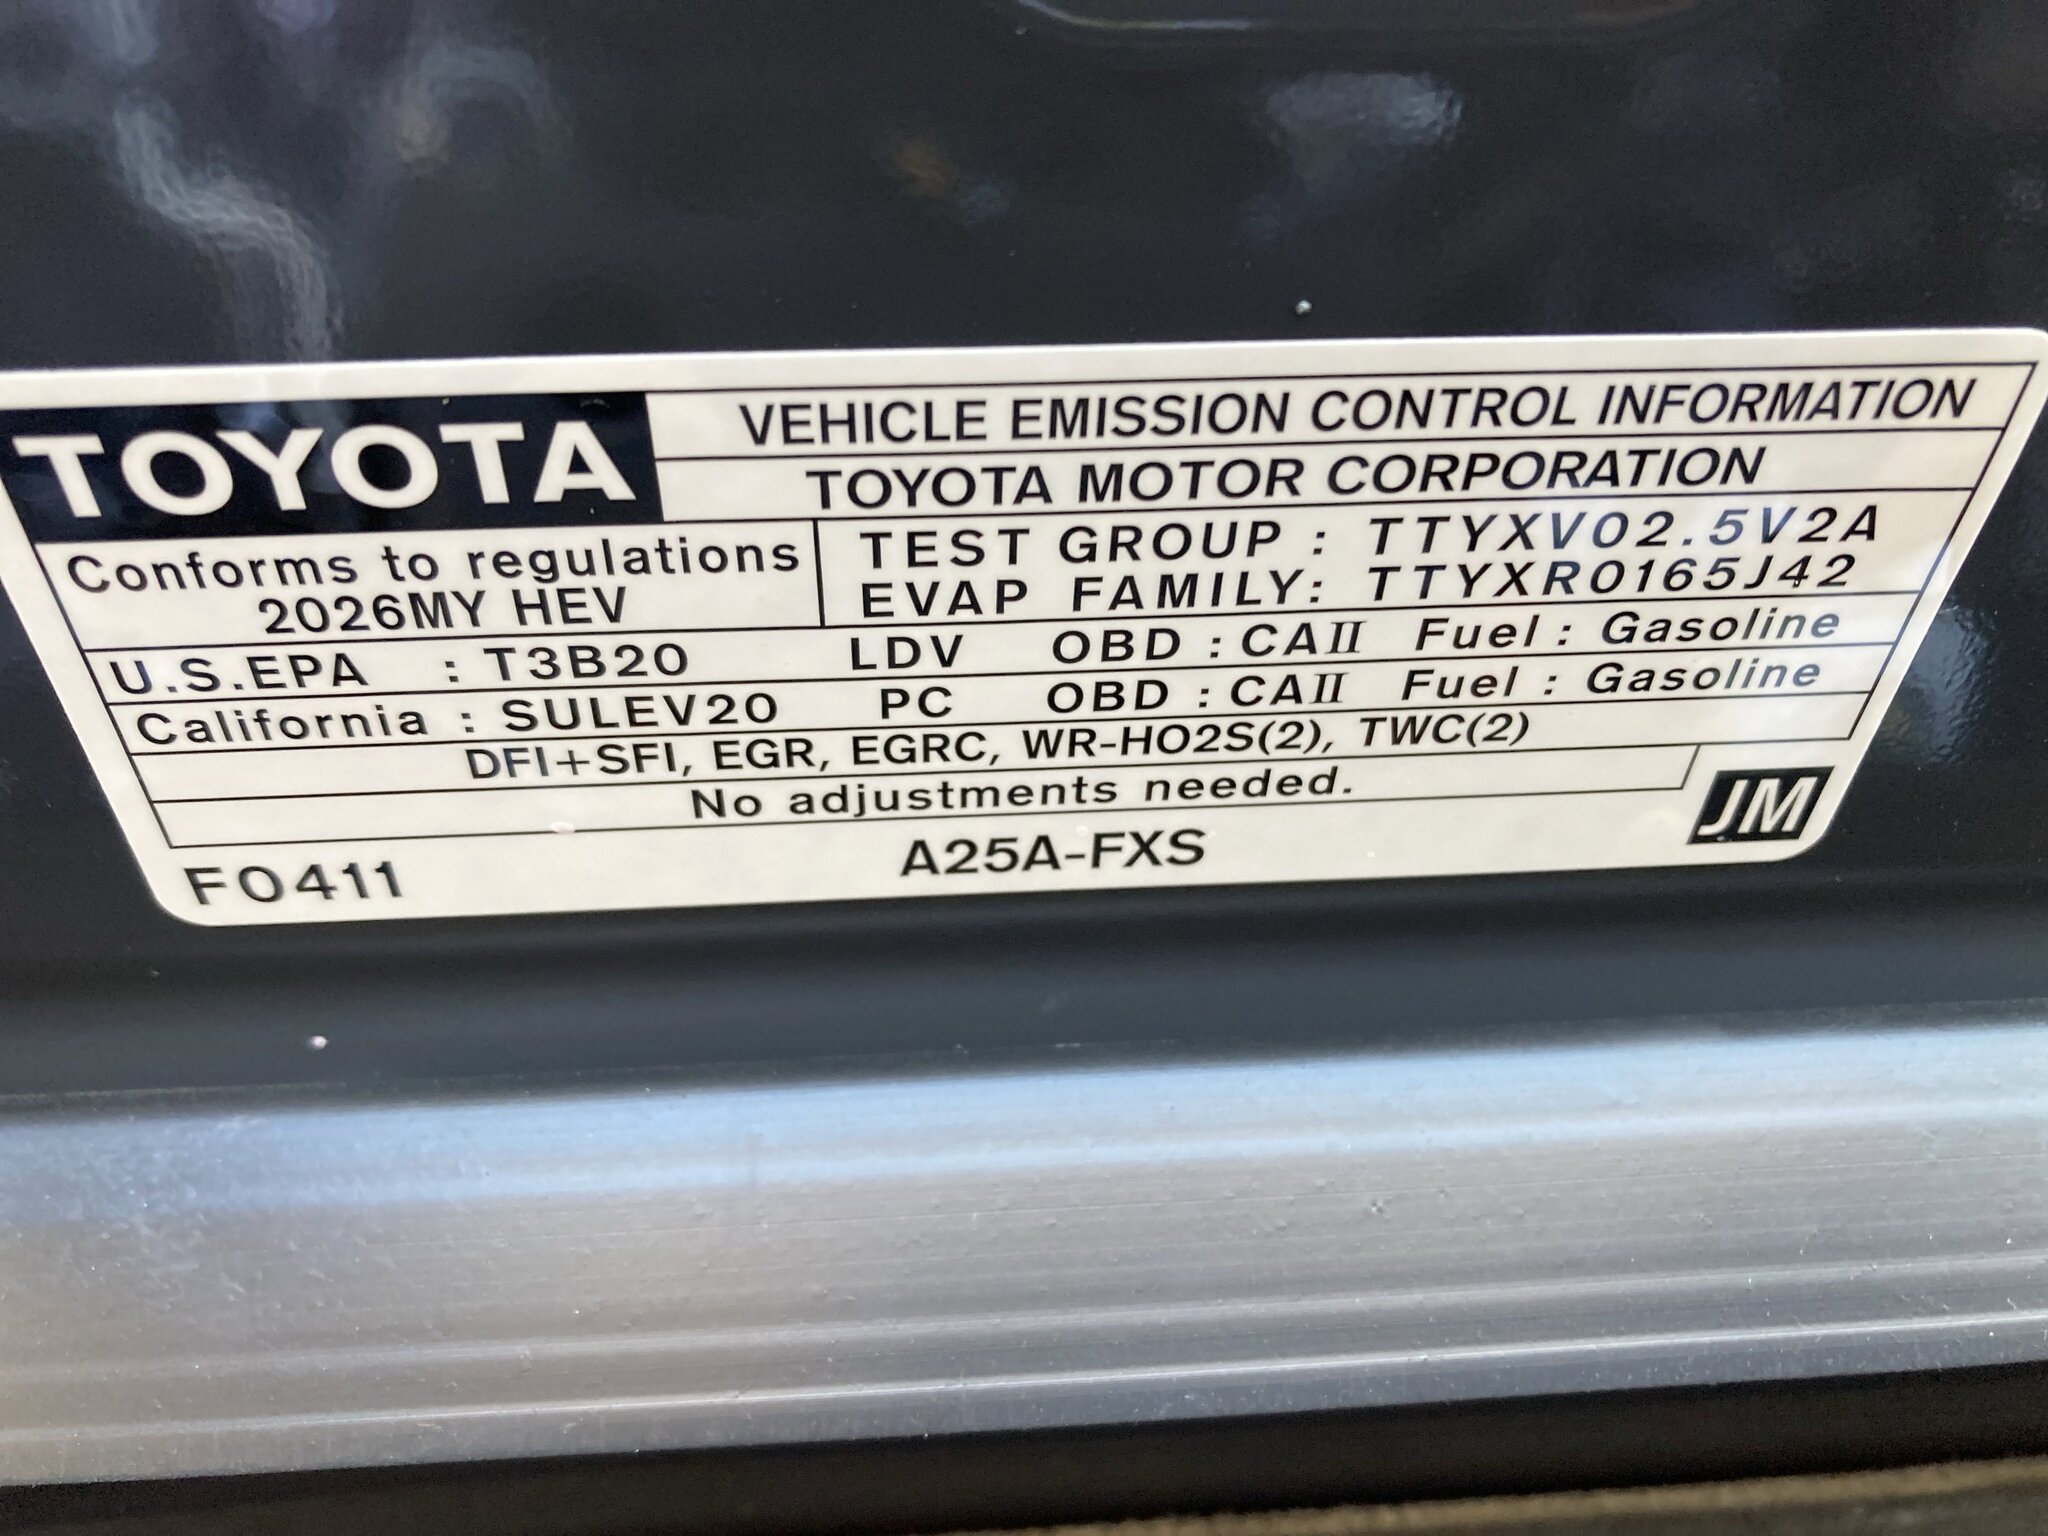 TOYOTA
VEHICLE EMISSION CONTROL INFORMATION
TOYOTA MOTOR CORPORATION
Conforms to regulations
2026MY HEV
TEST GROUP : TTYXV02.5V2A
EVAP FAMILY: TTYXR0165J42
U.S.EPA : T3B20 LDV OBD : CAII Fuel : Gasoline
California : SULEV20 PC OBD : CAII Fuel : Gasoline
DFI+SFI, EGR, EGRC, WR-HO2S(2), TWC(2)
No adjustments needed.
F0411 A25A-FXS JM